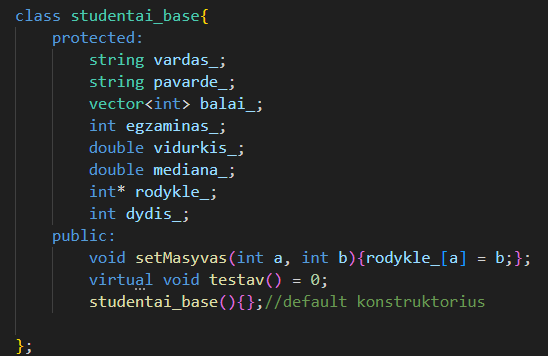 class studentai_base{
    protected:
        string vardas_;
        string pavarde_;
        vector<int> balai_;
        int egzaminas_;
        double vidurkis_;
        double mediana_;
        int* rodykle_;
        int dydis_;
    public:
        void setMasyvas(int a, int b){rodykle_[a] = b;};
        virtual void testav() = 0;
        studentai_base(){};//default konstruktorius
};